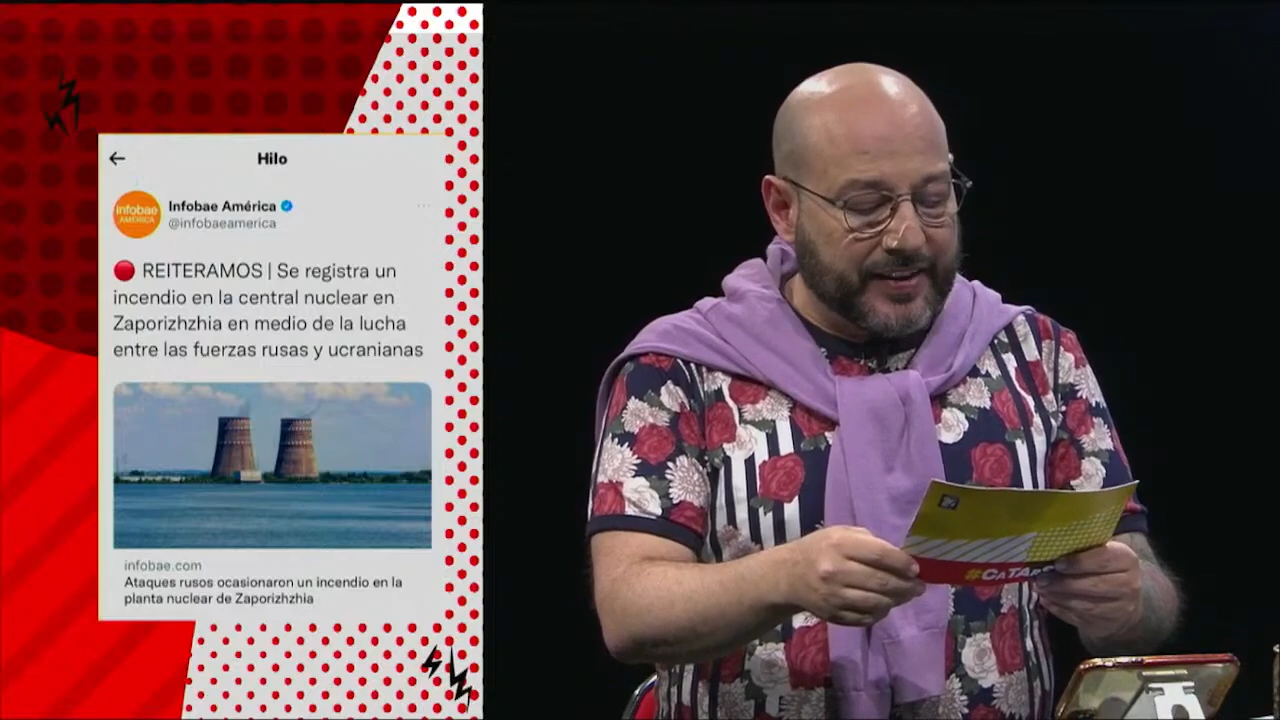 Hilo
infobae
AMÉRICA
Infobae América
@infobaeamerica
REITERAMOS | Se registra un
incendio en la central nuclear en
Zaporizhzhia en medio de la lucha
entre las fuerzas rusas y ucranianas
infobae.com
Ataques rusos ocasionaron un incendio en la
planta nuclear de Zaporizhzhia